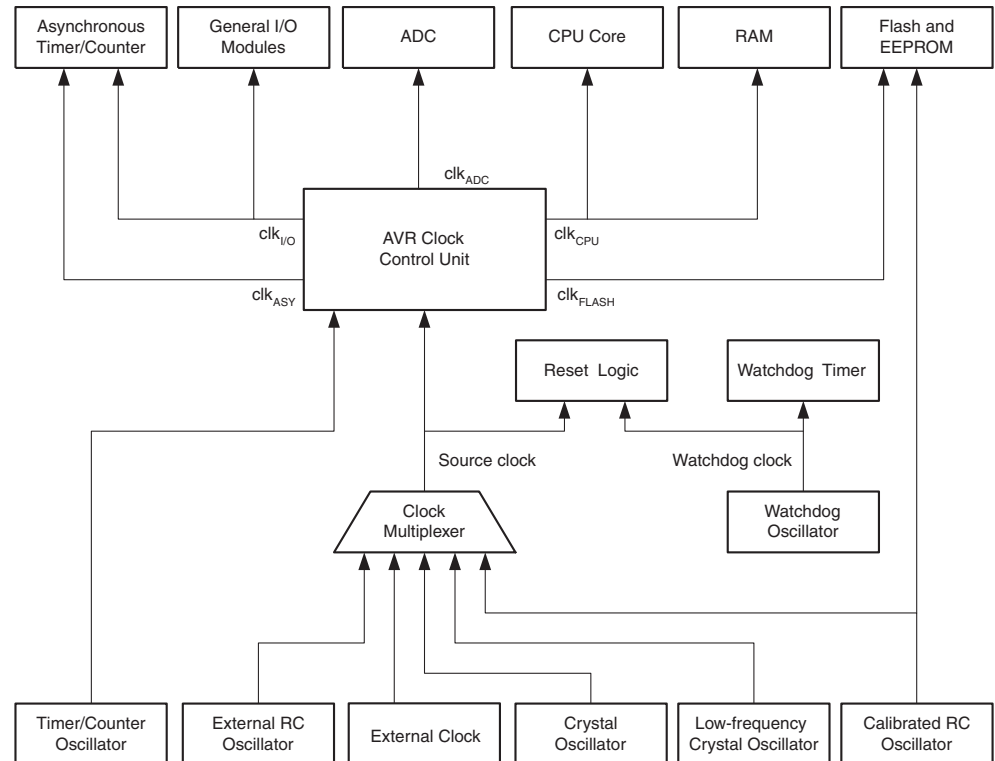 Asynchronous
Timer/Counter
General I/O
Modules
ADC
CPU Core
RAM
Flash and
EEPROM
clkADC
clkI/O
AVR Clock
Control Unit
clkCPU
clkASY
clkFLASH
Reset Logic
Watchdog Timer
Source clock
Watchdog clock
Clock
Multiplexer
Watchdog
Oscillator
Timer/Counter
Oscillator
External RC
Oscillator
External Clock
Crystal
Oscillator
Low-frequency
Crystal Oscillator
Calibrated RC
Oscillator